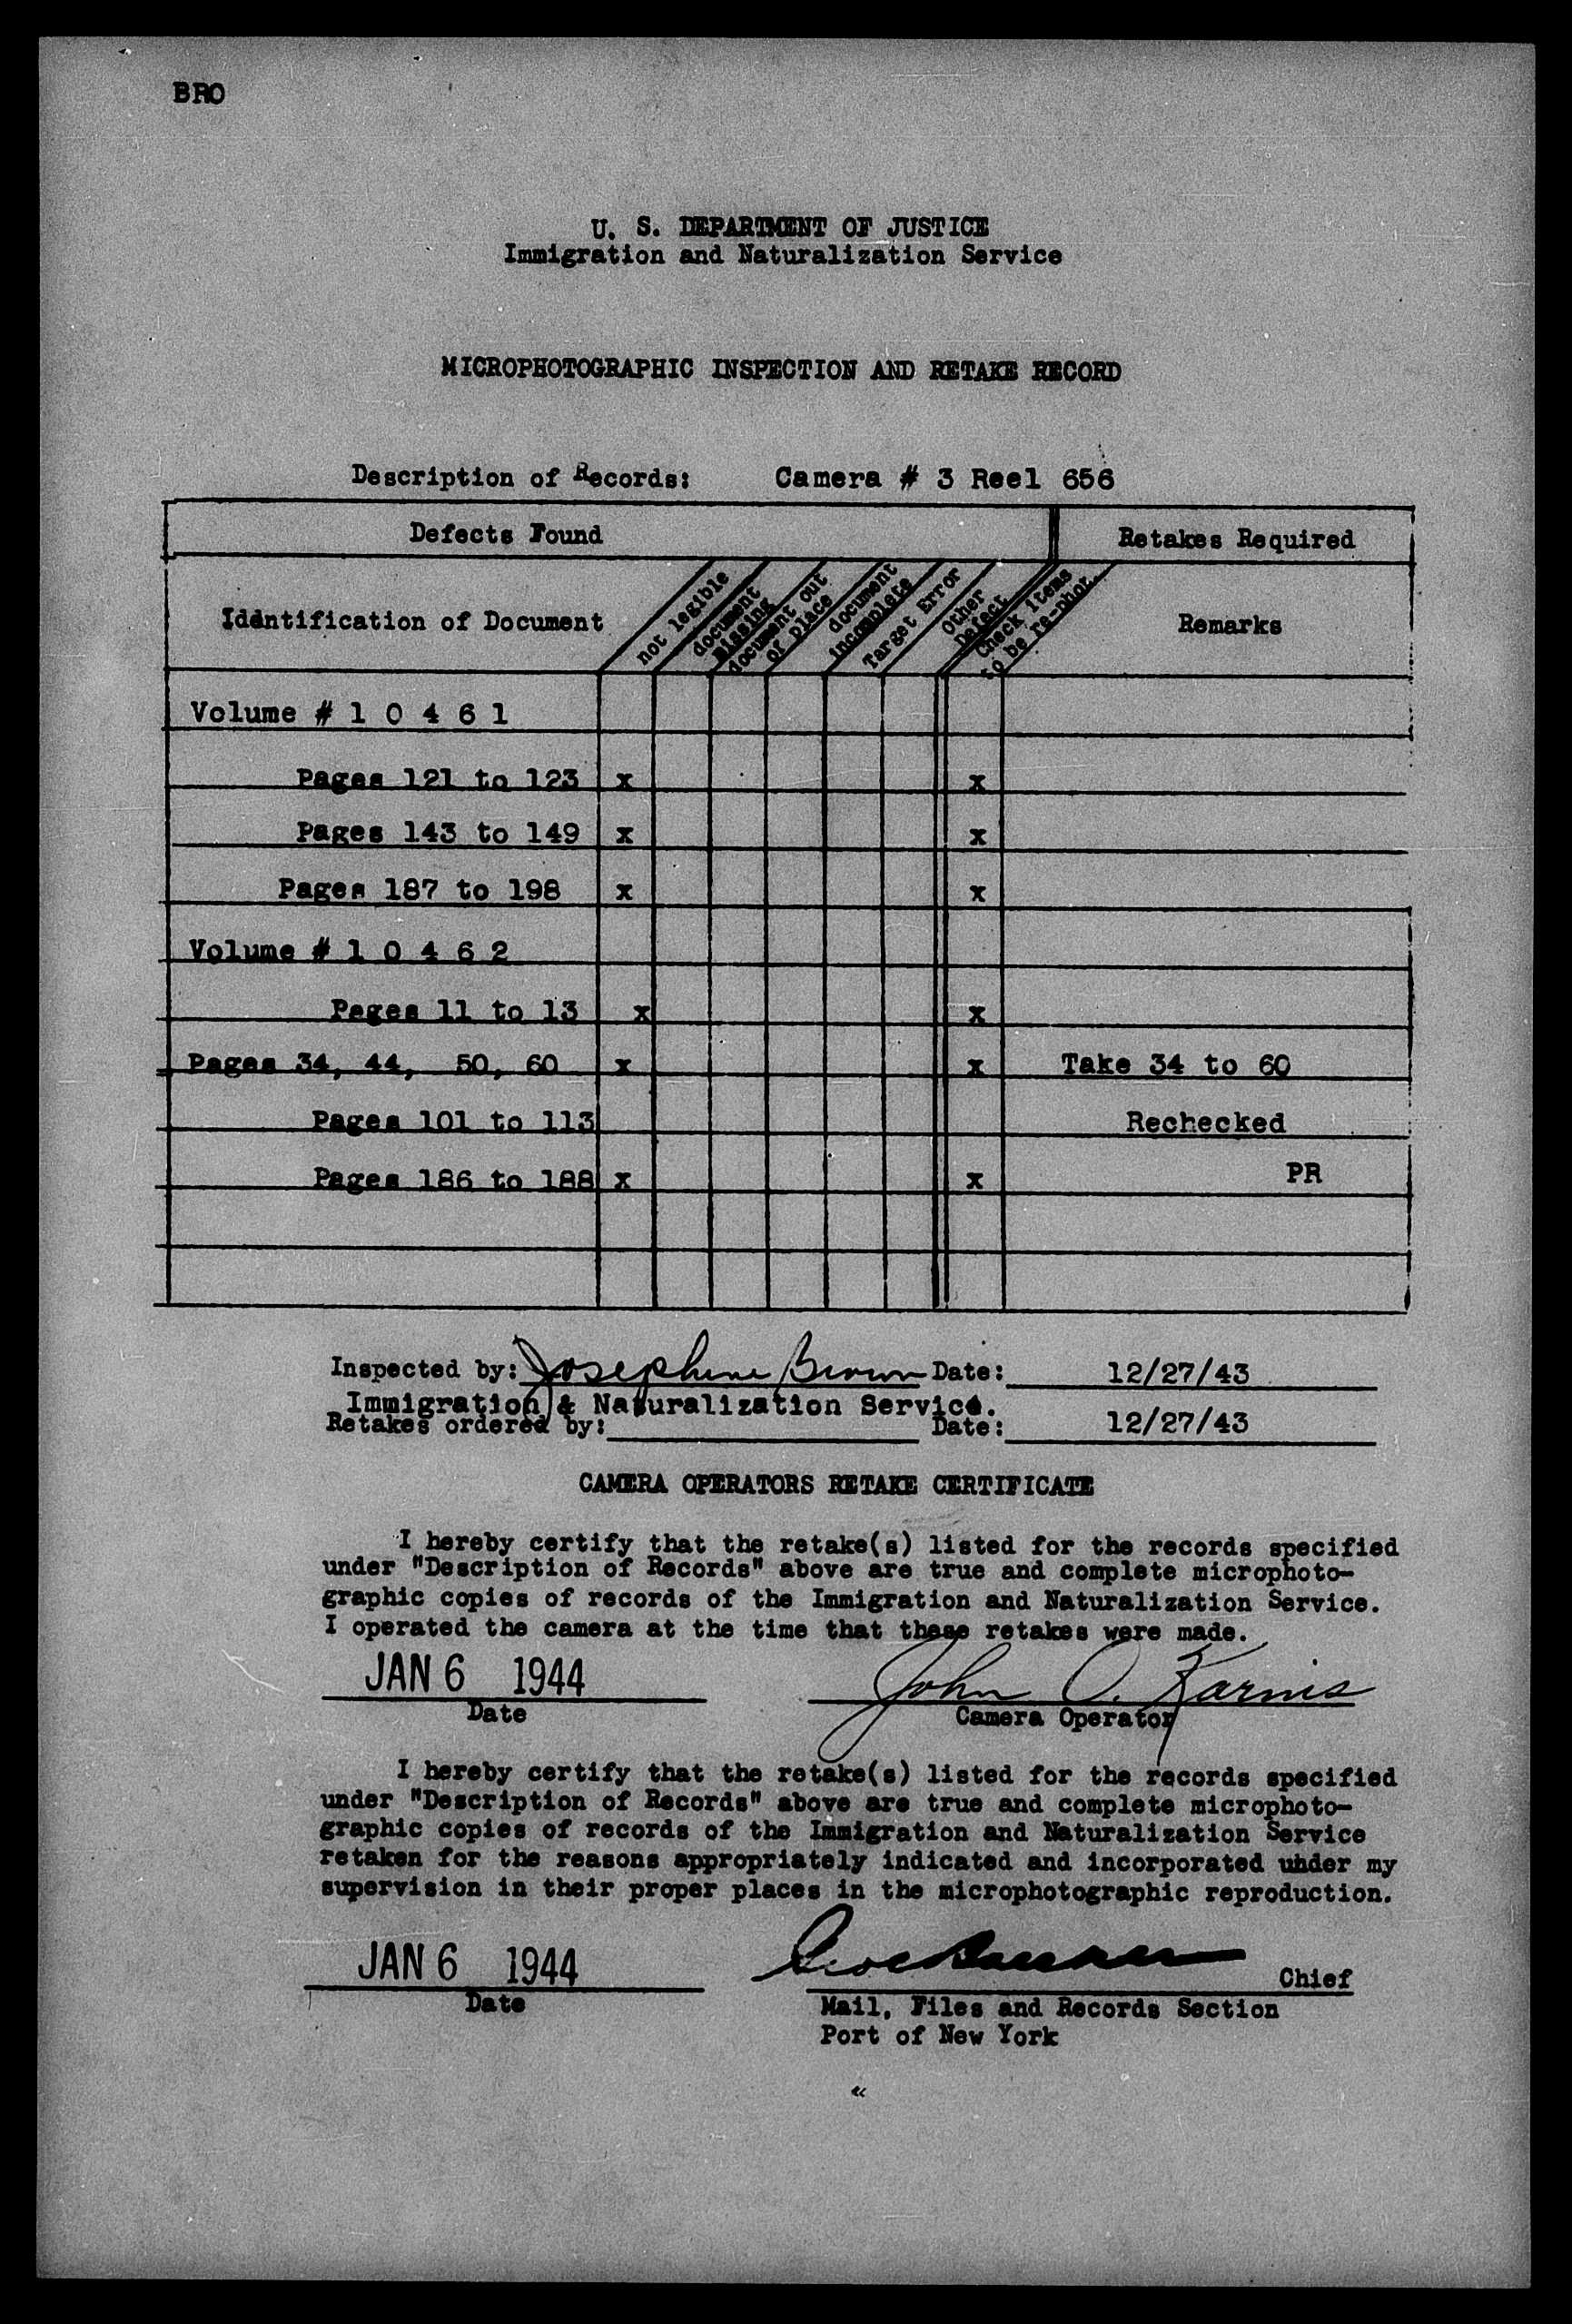 BRO
U. S. DEPARTMENT OF JUSTICE
Immigration and Naturalization Service
MICROPHOTOGRAPHIC INSPECTION AND RETAKE RECORD
Description of Records: Camera # 3 Reel 656
Defects Found Retakes Required
Identification of Document
not legible
document missing
document out of place
document incomplete
Target Error
Other Defect
Check items to be re-phot.
Remarks
Volume # 1 0 4 6 1
Pages 121 to 123 x x
Pages 143 to 149 x x
Pages 187 to 198 x x
Volume # 1 0 4 6 2
Pages 11 to 13 x x
Pages 34, 44, 50, 60 x x Take 34 to 60
Pages 101 to 113 Rechecked
Pages 186 to 188 x x PR
Inspected by: Josephine Brown Date: 12/27/43
Immigration & Naturalization Service.
Retakes ordered by: Date: 12/27/43
CAMERA OPERATORS RETAKE CERTIFICATE
I hereby certify that the retake(s) listed for the records specified
under "Description of Records" above are true and complete microphoto-
graphic copies of records of the Immigration and Naturalization Service.
I operated the camera at the time that these retakes were made.
JAN 6 1944 John O. Karnis
Date Camera Operator
I hereby certify that the retake(s) listed for the records specified
under "Description of Records" above are true and complete microphoto-
graphic copies of records of the Immigration and Naturalization Service
retaken for the reasons appropriately indicated and incorporated under my
supervision in their proper places in the microphotographic reproduction.
JAN 6 1944 Chief
Date Mail, Files and Records Section
Port of New York